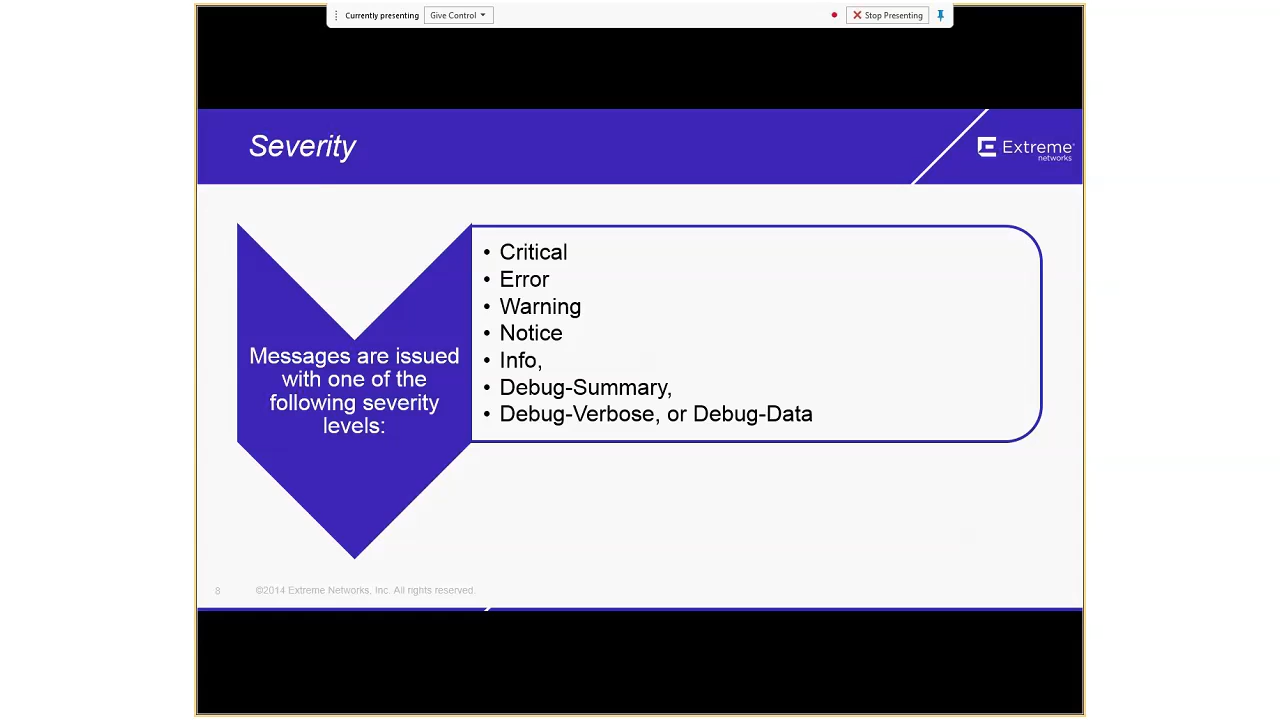 Currently presenting
Give Control
Stop Presenting
Severity
Extreme
networks
Messages are issued
with one of the
following severity
levels:
• Critical
• Error
• Warning
• Notice
• Info,
• Debug-Summary,
• Debug-Verbose, or Debug-Data
8
©2014 Extreme Networks, Inc. All rights reserved.